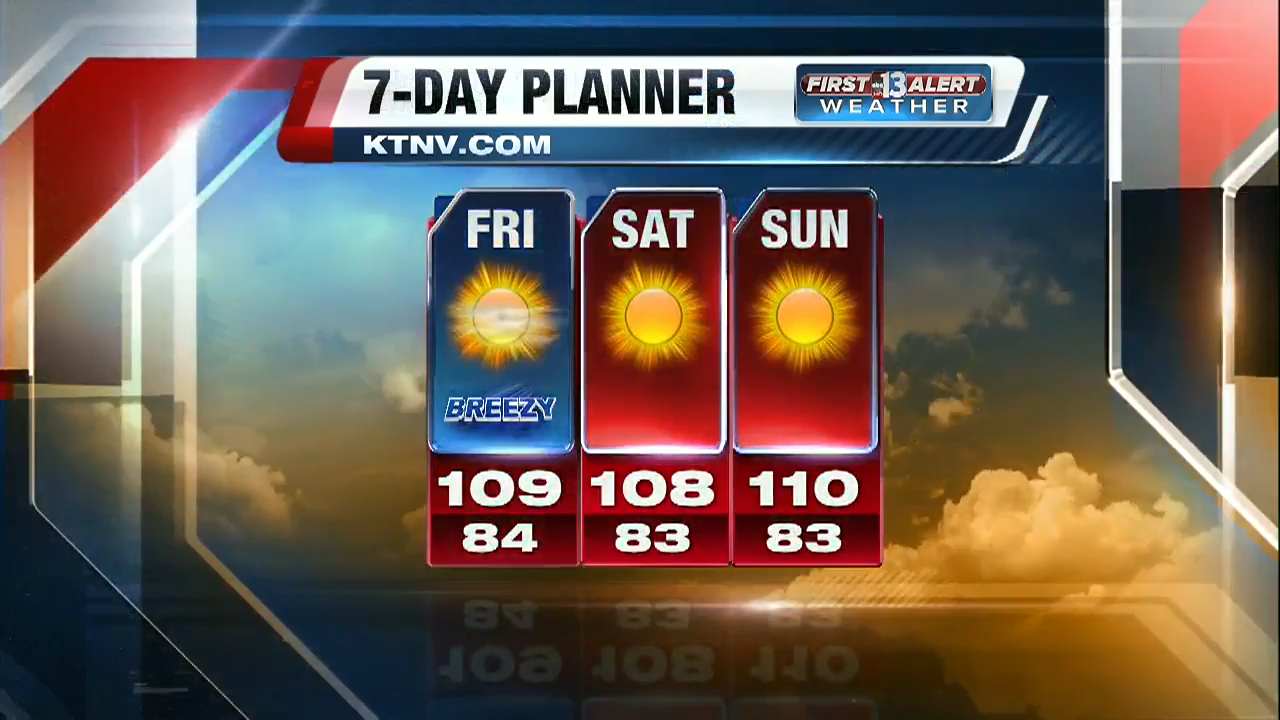 7-DAY PLANNER
FIRST abc 13 ALERT
WEATHER
KTNV.COM
FRI SAT SUN
BREEZY
109 108 110
84 83 83